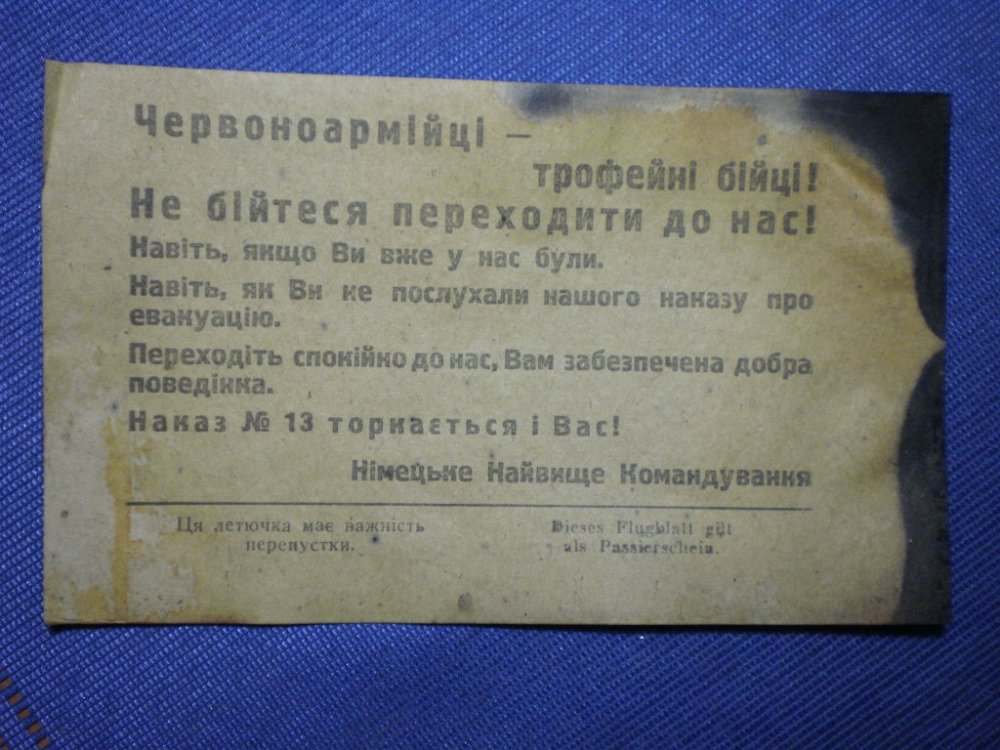 Червоноармійці —
трофейні бійці!
Не бійтеся переходити до нас!
Навіть, якщо Ви вже у нас були.
Навіть, як Ви не послухали нашого наказу про
евакуацію.
Переходіть спокійко до нас, Вам забезпечена добра
поведікка.
Наказ № 13 торкається і Вас!
Німецьке Найвище Командування
Ця летючка має важність
перепустки.
Dieses Flugblatt gilt
als Passierschein.